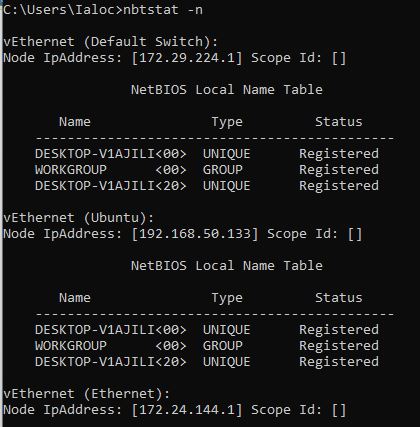 C:\Users\Ialoc>nbtstat -n
vEthernet (Default Switch):
Node IpAddress: [172.29.224.1] Scope Id: []
NetBIOS Local Name Table
Name Type Status
---------------------------------------------
DESKTOP-V1AJILI<00> UNIQUE Registered
WORKGROUP <00> GROUP Registered
DESKTOP-V1AJILI<20> UNIQUE Registered
vEthernet (Ubuntu):
Node IpAddress: [192.168.50.133] Scope Id: []
NetBIOS Local Name Table
Name Type Status
---------------------------------------------
DESKTOP-V1AJILI<00> UNIQUE Registered
WORKGROUP <00> GROUP Registered
DESKTOP-V1AJILI<20> UNIQUE Registered
vEthernet (Ethernet):
Node IpAddress: [172.24.144.1] Scope Id: []